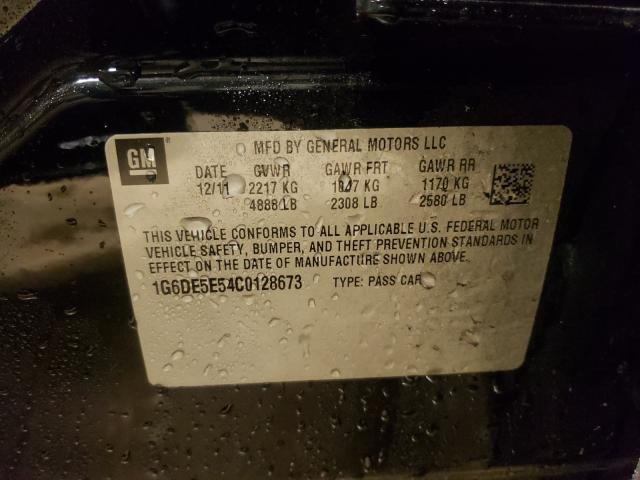 GM
MFD BY GENERAL MOTORS LLC
DATE GVWR GAWR FRT GAWR RR
12/11 2217 KG 1047 KG 1170 KG
4888 LB 2308 LB 2580 LB
THIS VEHICLE CONFORMS TO ALL APPLICABLE U.S. FEDERAL MOTOR
VEHICLE SAFETY, BUMPER, AND THEFT PREVENTION STANDARDS IN
EFFECT ON THE DATE OF MANUFACTURE SHOWN ABOVE.
1G6DE5E54C0128673 TYPE: PASS CAR